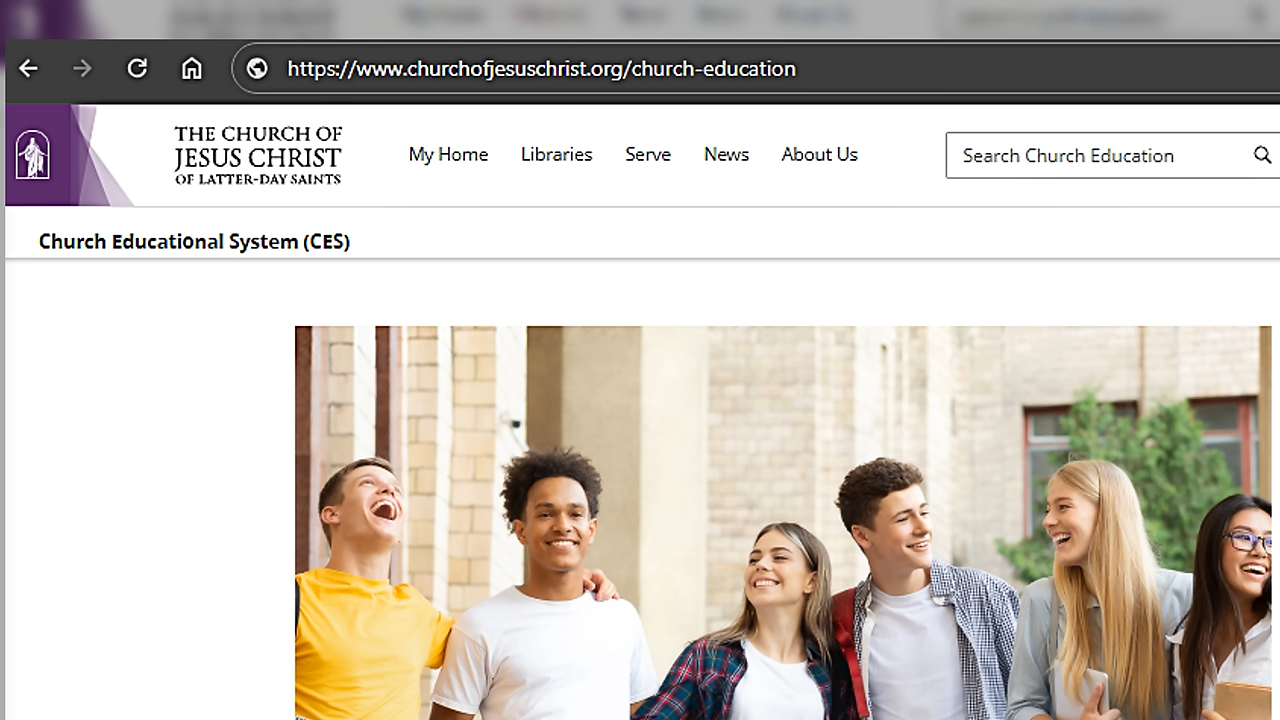 https://www.churchofjesuschrist.org/church-education
THE CHURCH OF
JESUS CHRIST
OF LATTER-DAY SAINTS
My Home Libraries Serve News About Us
Search Church Education
Church Educational System (CES)